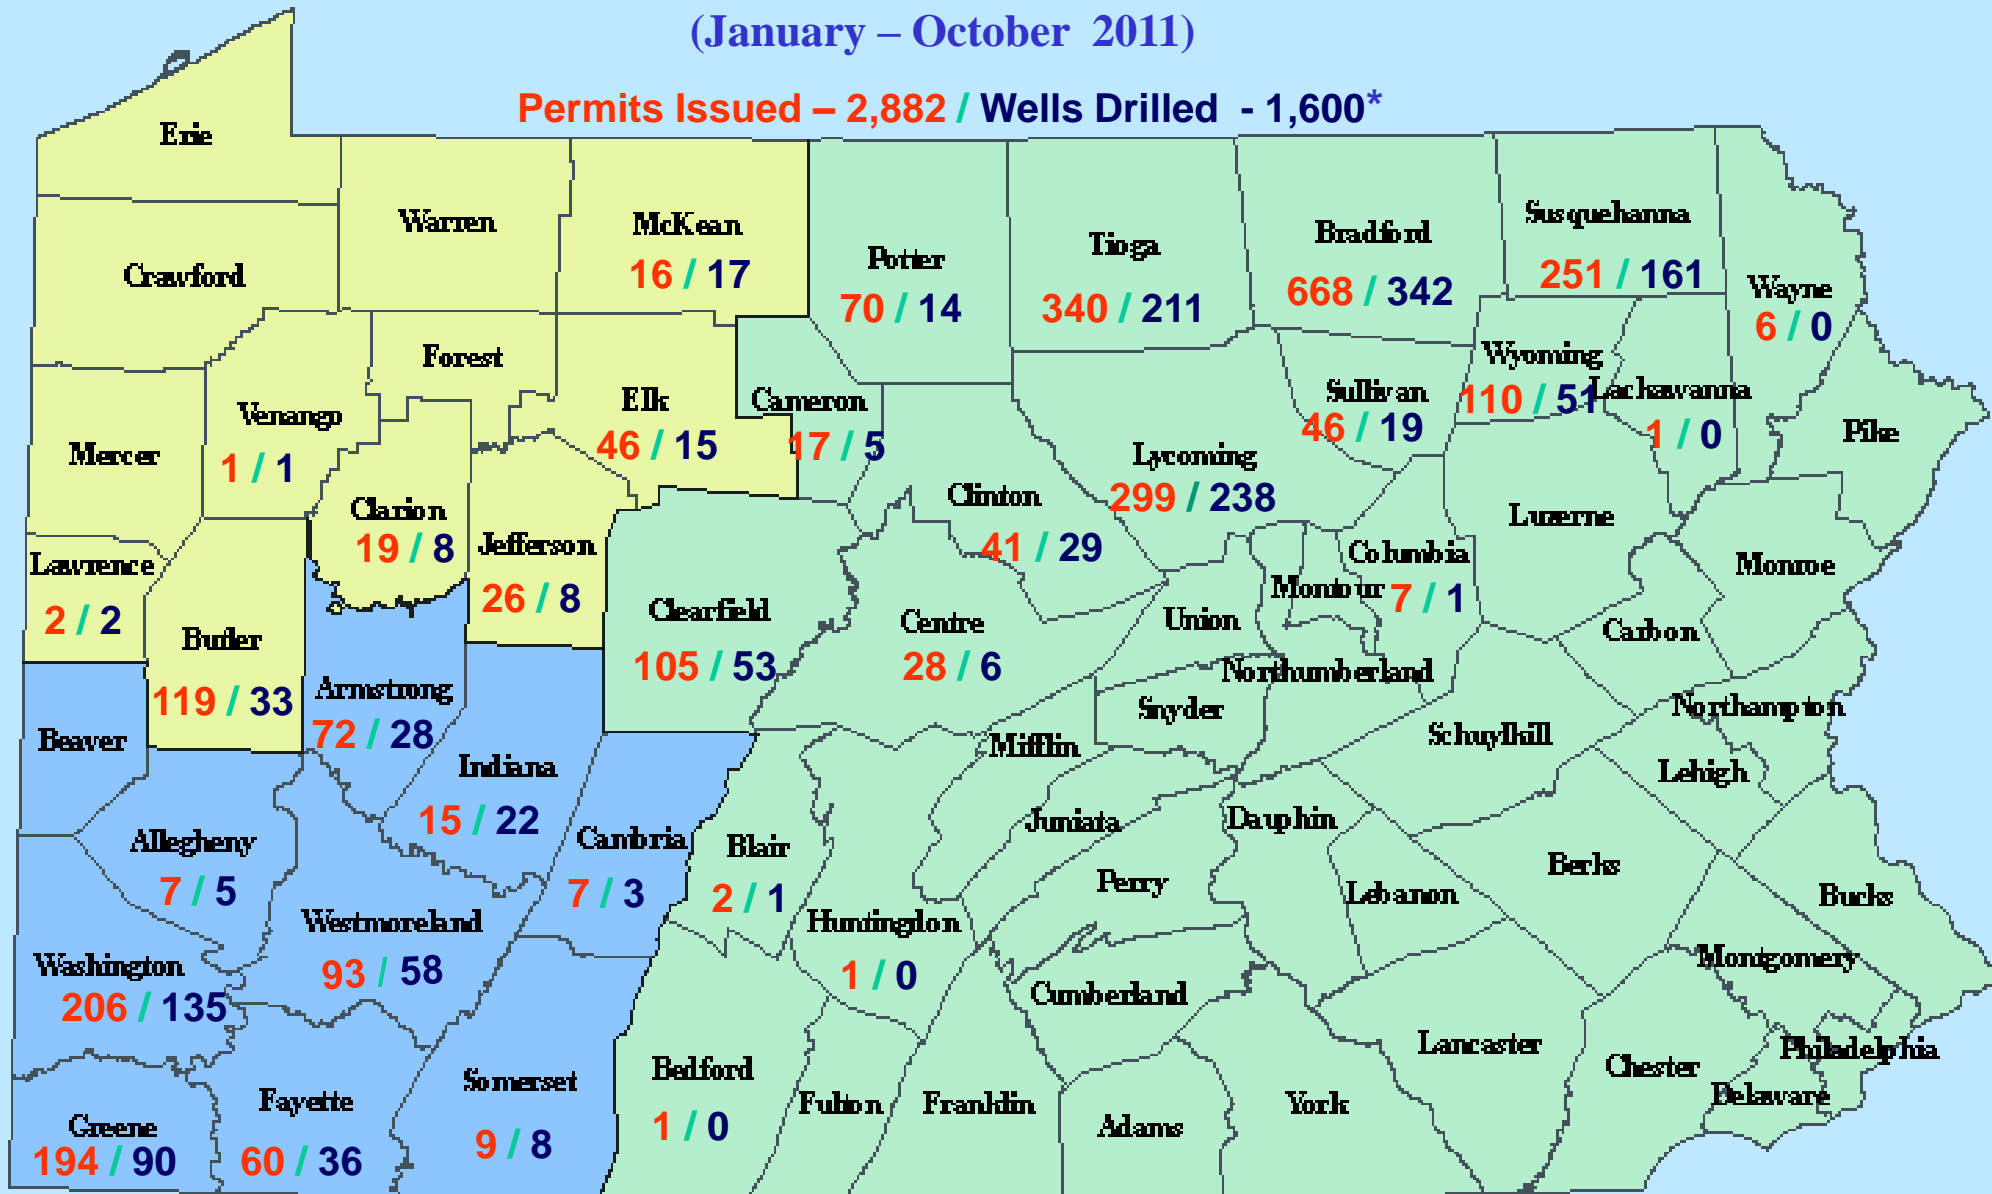 (January – October 2011)
Permits Issued – 2,882 / Wells Drilled - 1,600*
Erie
Warren
McKean
16 / 17
Potter
70 / 14
Tioga
340 / 211
Bradford
668 / 342
Susquehanna
251 / 161
Wayne
6 / 0
Crawford
Forest
Venango
1 / 1
Elk
46 / 15
Cameron
17 / 5
Sullivan
46 / 19
Wyoming
110 / 51
Lackawanna
1 / 0
Pike
Mercer
Clarion
19 / 8
Jefferson
26 / 8
Clinton
41 / 29
Lycoming
299 / 238
Luzerne
Columbia
7 / 1
Montour
Monroe
Lawrence
2 / 2
Butler
119 / 33
Clearfield
105 / 53
Centre
28 / 6
Union
Carbon
Northumberland
Snyder
Northampton
Armstrong
72 / 28
Beaver
Indiana
15 / 22
Mifflin
Schuylkill
Lehigh
Allegheny
7 / 5
Cambria
7 / 3
Blair
2 / 1
Juniata
Dauphin
Perry
Lebanon
Berks
Bucks
Westmoreland
93 / 58
Huntingdon
1 / 0
Washington
206 / 135
Cumberland
Montgomery
Lancaster
Chester
Philadelphia
Delaware
Greene
194 / 90
Fayette
60 / 36
Somerset
9 / 8
Bedford
1 / 0
Fulton
Franklin
Adams
York